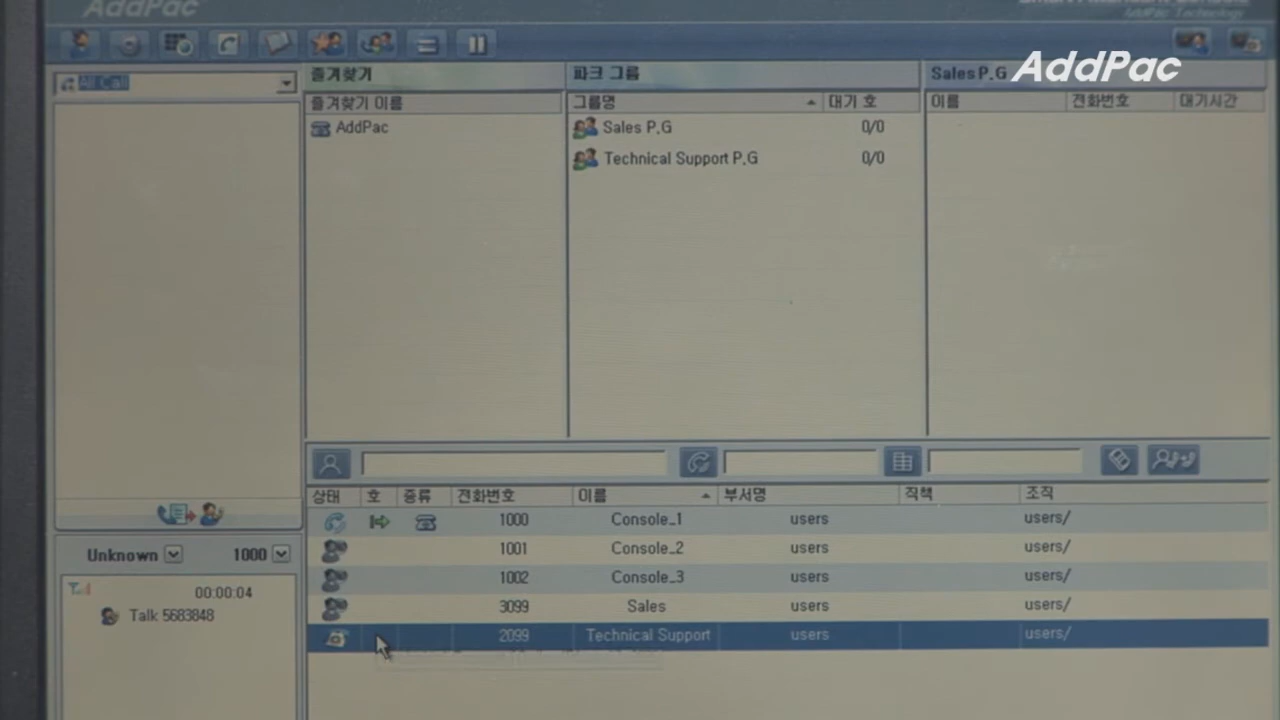 AddPac
AddPac
All Call
즐겨찾기
즐겨찾기 이름
AddPac
파크 그룹
그룹명 대기 호
Sales P.G 0/0
Technical Support P.G 0/0
Sales P.G
이름 전화번호 대기시간
상태 호 종류 전화번호 이름 부서명 직책 조직
1000 Console_1 users users/
1001 Console_2 users users/
1002 Console_3 users users/
3099 Sales users users/
2099 Technical Support users users/
Unknown 1000
00:00:04
Talk 5683848